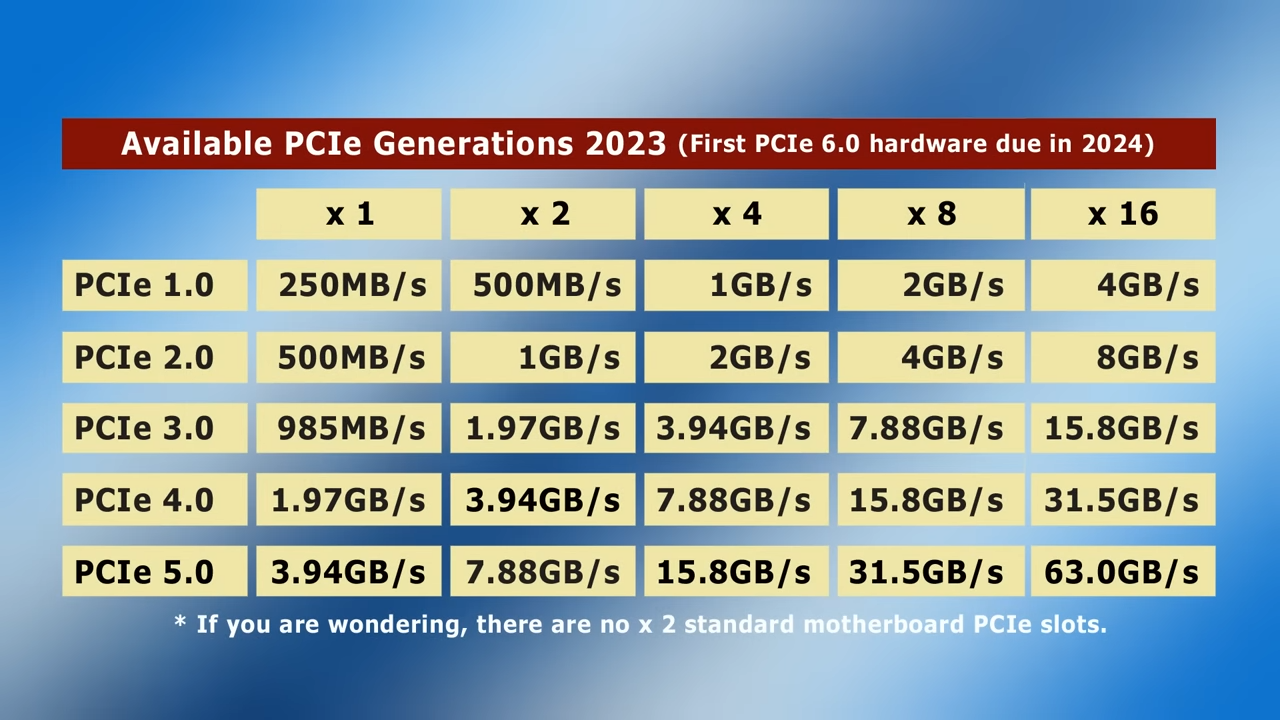 Available PCIe Generations 2023 (First PCIe 6.0 hardware due in 2024)
x 1 x 2 x 4 x 8 x 16
PCIe 1.0 250MB/s 500MB/s 1GB/s 2GB/s 4GB/s
PCIe 2.0 500MB/s 1GB/s 2GB/s 4GB/s 8GB/s
PCIe 3.0 985MB/s 1.97GB/s 3.94GB/s 7.88GB/s 15.8GB/s
PCIe 4.0 1.97GB/s 3.94GB/s 7.88GB/s 15.8GB/s 31.5GB/s
PCIe 5.0 3.94GB/s 7.88GB/s 15.8GB/s 31.5GB/s 63.0GB/s
* If you are wondering, there are no x 2 standard motherboard PCIe slots.